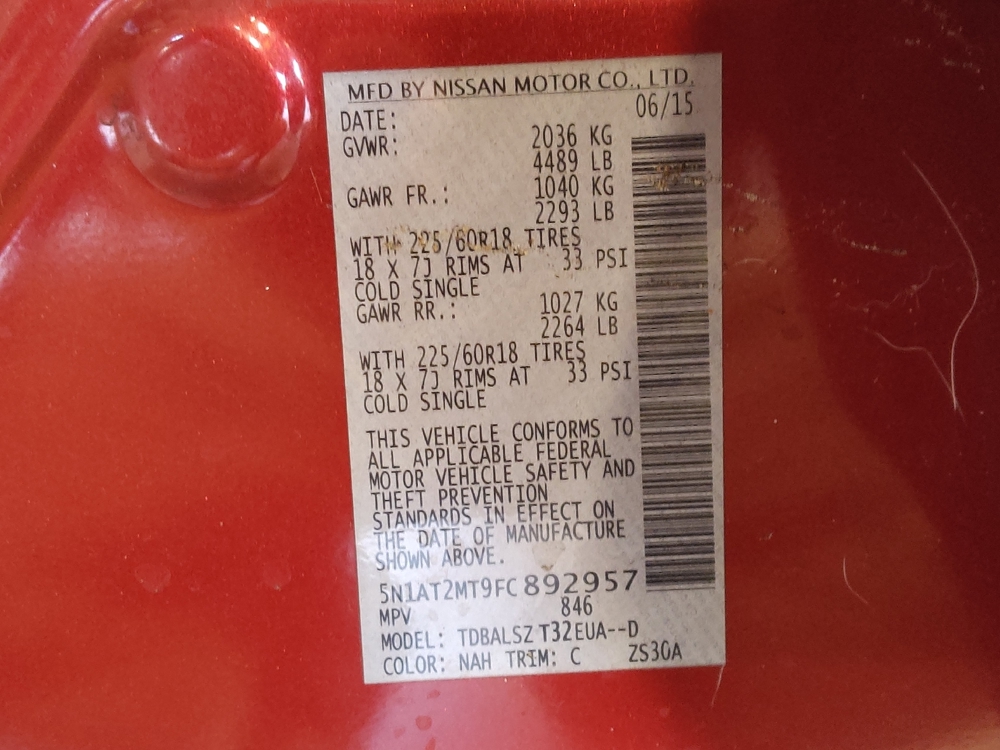 MFD BY NISSAN MOTOR CO., LTD.
DATE: 06/15
GVWR: 2036 KG
4489 LB
GAWR FR.: 1040 KG
2293 LB
WITH 225/60R18 TIRES
18 X 7J RIMS AT 33 PSI
COLD SINGLE
GAWR RR.: 1027 KG
2264 LB
WITH 225/60R18 TIRES
18 X 7J RIMS AT 33 PSI
COLD SINGLE
THIS VEHICLE CONFORMS TO
ALL APPLICABLE FEDERAL
MOTOR VEHICLE SAFETY AND
THEFT PREVENTION
STANDARDS IN EFFECT ON
THE DATE OF MANUFACTURE
SHOWN ABOVE.
5N1AT2MT9FC892957
MPV 846
MODEL: TDBALSZ T32EUA--D
COLOR: NAH TRIM: C ZS30A